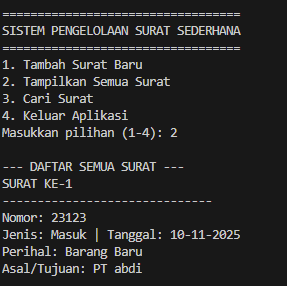 ==================================
SISTEM PENGELOLAAN SURAT SEDERHANA
==================================
1. Tambah Surat Baru
2. Tampilkan Semua Surat
3. Cari Surat
4. Keluar Aplikasi
Masukkan pilihan (1-4): 2

--- DAFTAR SEMUA SURAT ---
SURAT KE-1
------------------------------
Nomor: 23123
Jenis: Masuk | Tanggal: 10-11-2025
Perihal: Barang Baru
Asal/Tujuan: PT abdi